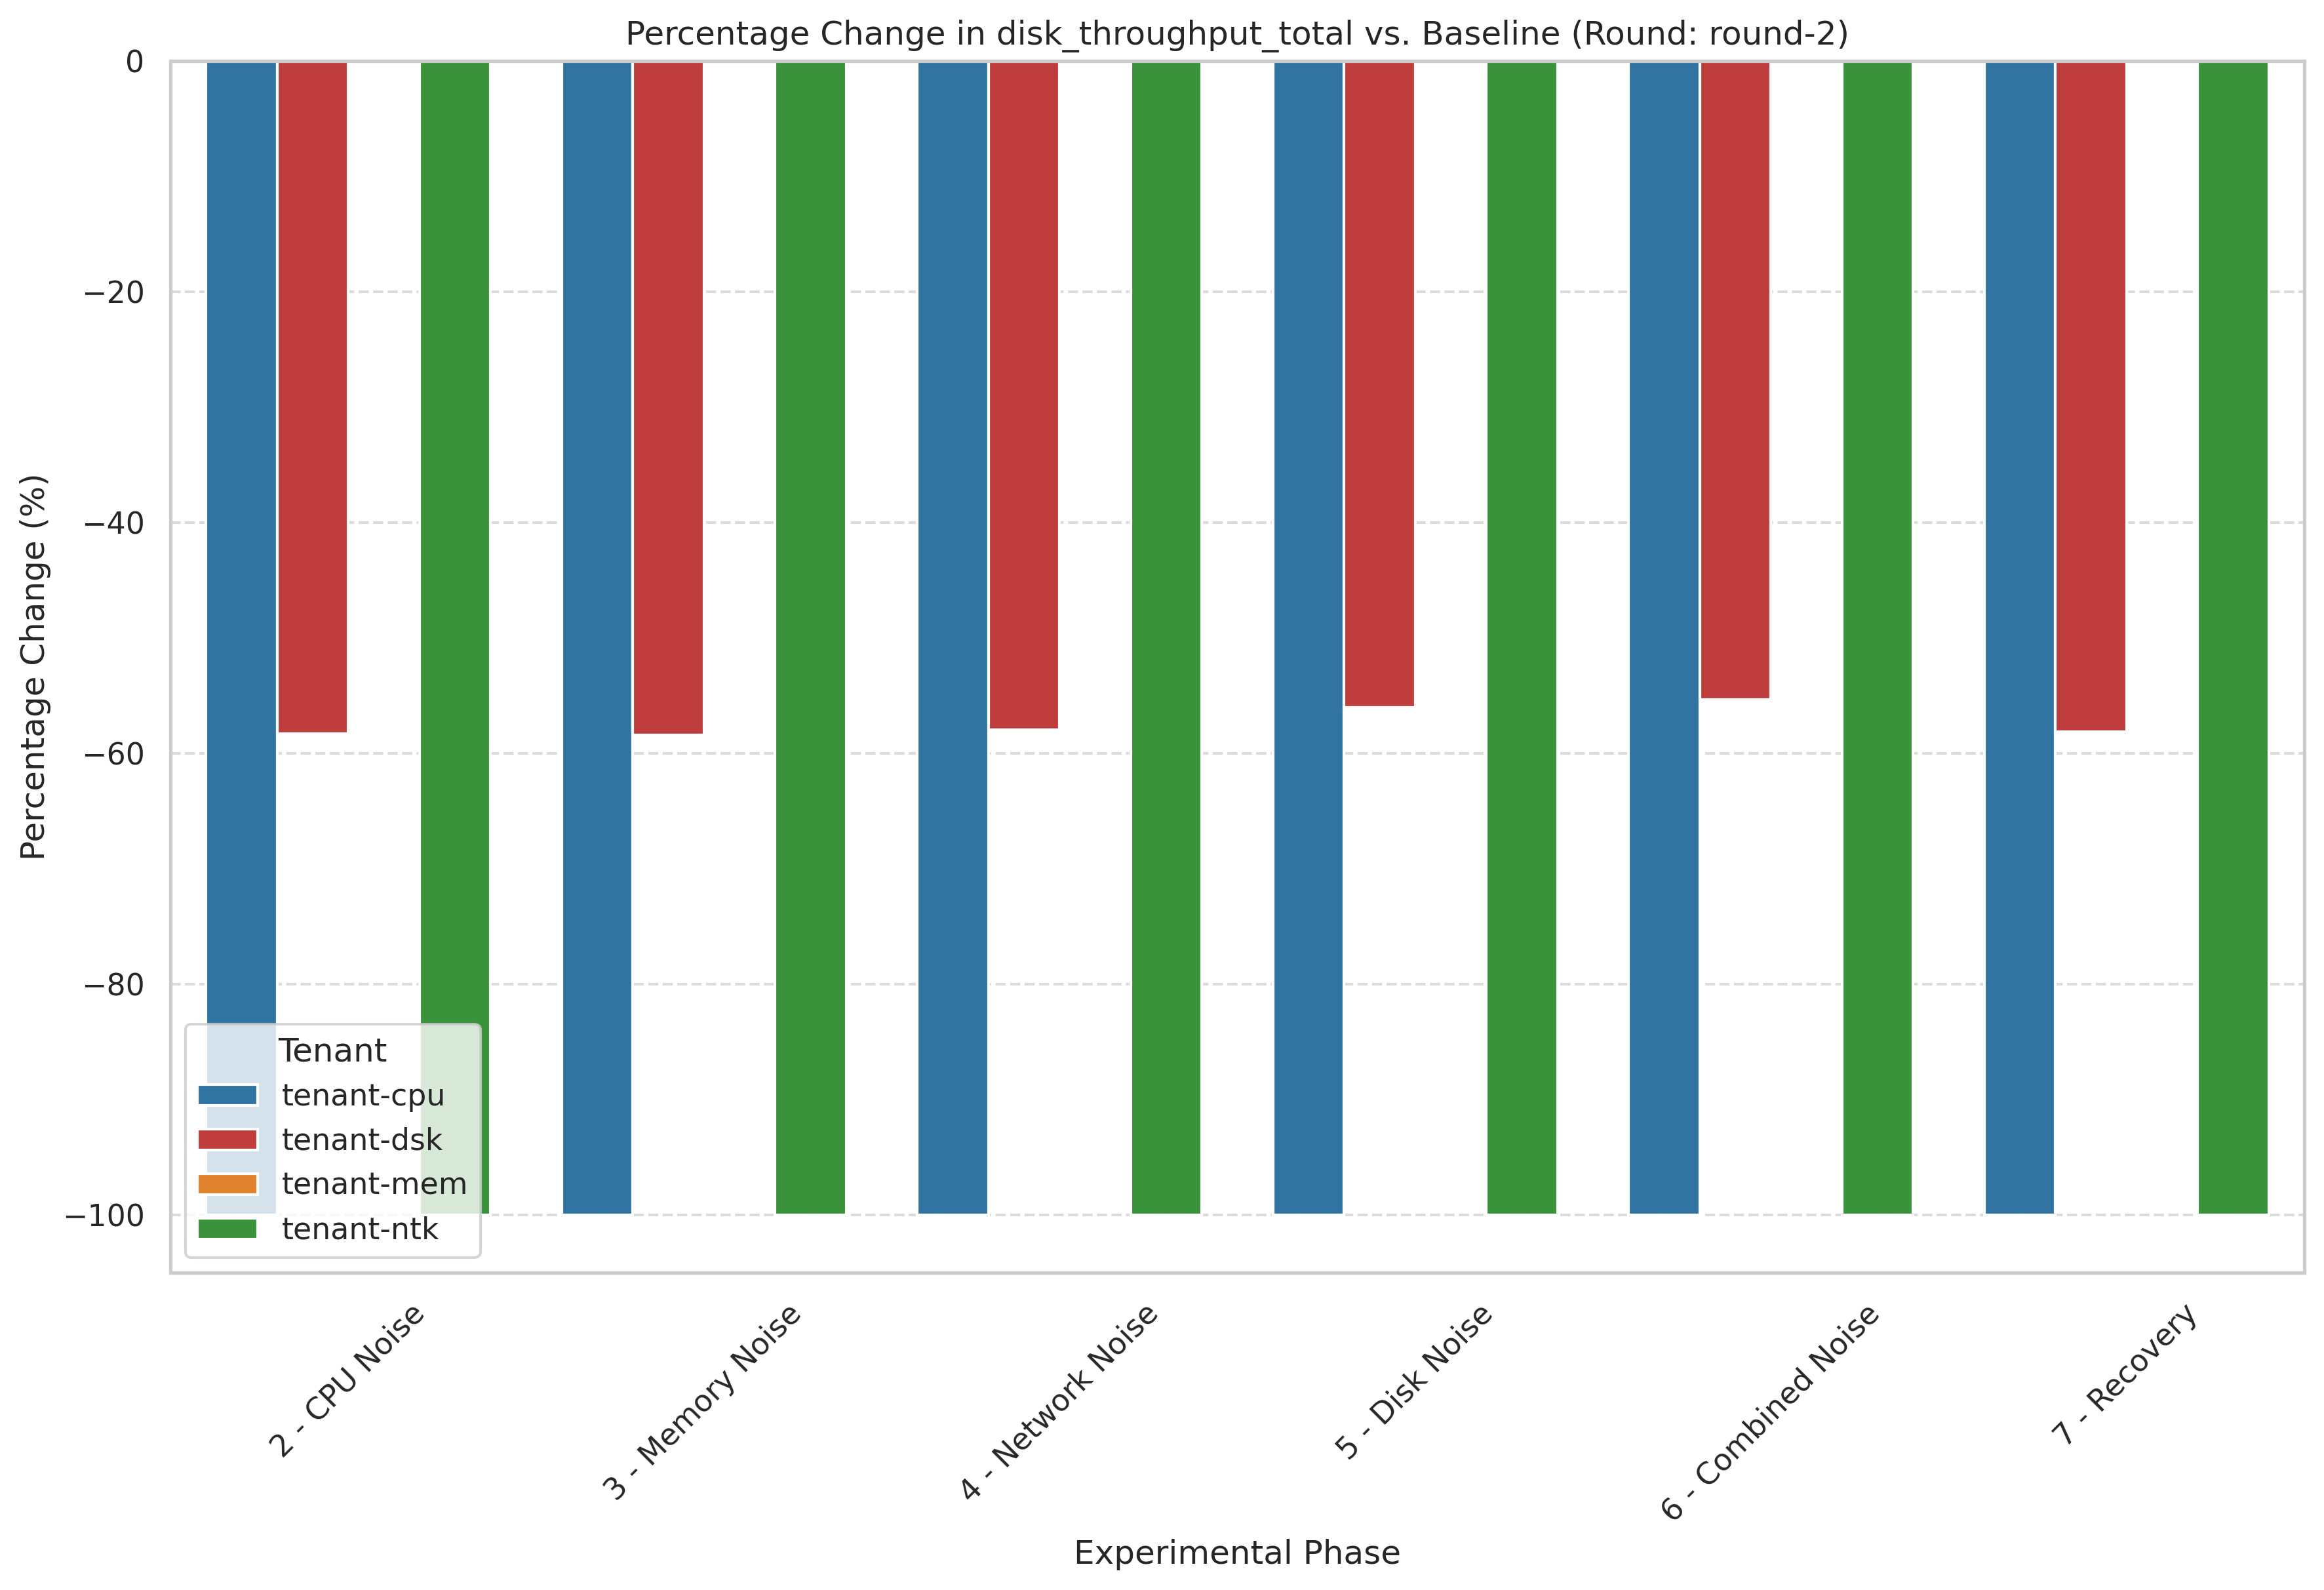 Percentage Change in disk_throughput_total vs. Baseline (Round: round-2)
Percentage Change (%)
0
−20
−40
−60
−80
−100
Tenant
tenant-cpu
tenant-dsk
tenant-mem
tenant-ntk
2 - CPU Noise
3 - Memory Noise
4 - Network Noise
5 - Disk Noise
6 - Combined Noise
7 - Recovery
Experimental Phase